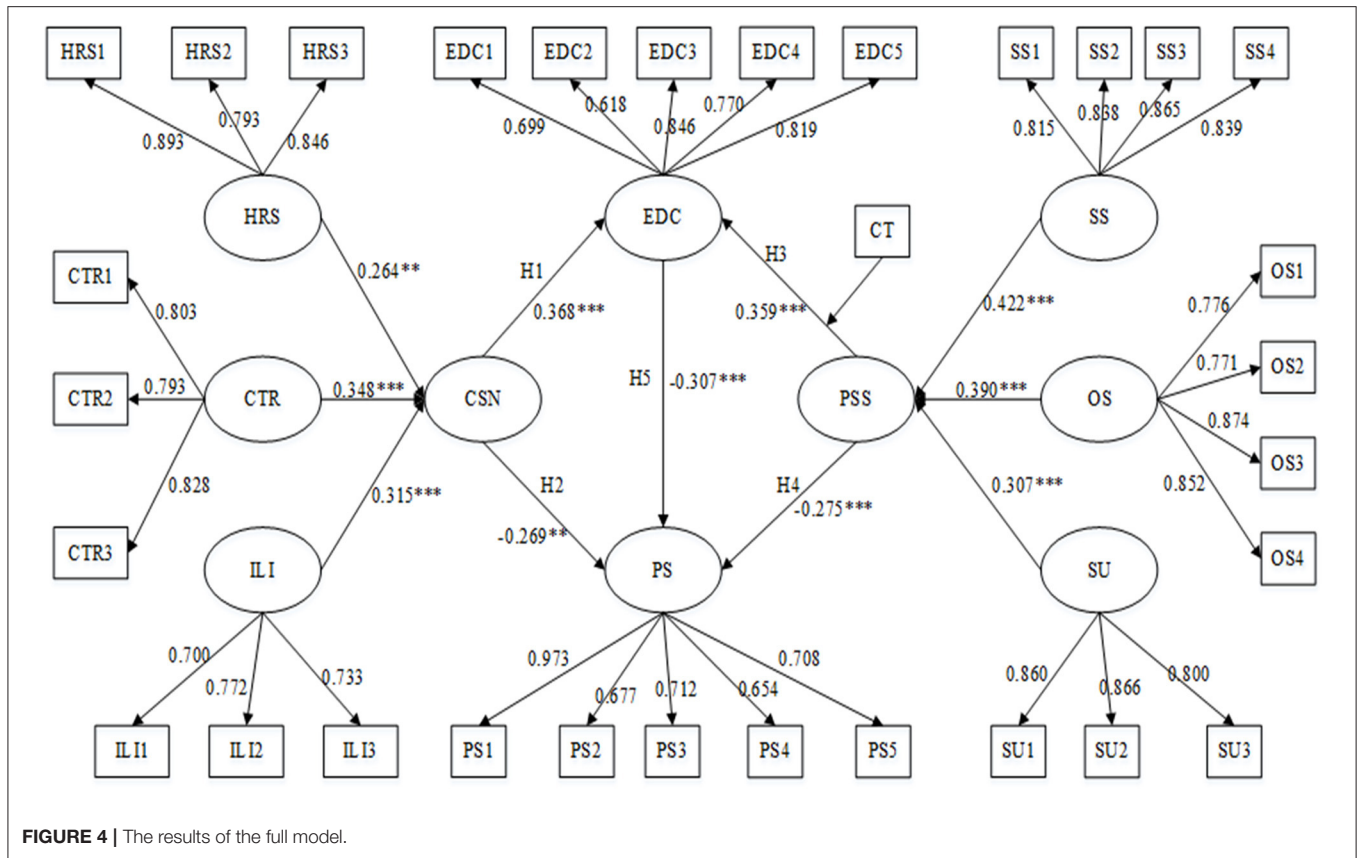 HRS1 HRS2 HRS3 EDC1 EDC2 EDC3 EDC4 EDC5 SS1 SS2 SS3 SS4
0.893 0.793 0.846 0.699 0.618 0.846 0.770 0.819 0.815 0.838 0.865 0.839
HRS EDC SS
CT
CTR1 0.264** H1 H3 OS1
0.803 0.368*** 0.359*** 0.422*** 0.776
CTR2 0.793 CTR 0.348*** CSN H5 -0.307*** PSS 0.390*** OS 0.771 OS2
0.874 OS3
0.828 0.315*** H2 H4 0.307*** 0.852
CTR3 -0.269** -0.275*** OS4
ILI PS SU
0.700 0.772 0.733 0.973 0.677 0.712 0.654 0.708 0.860 0.866 0.800
ILI1 ILI2 ILI3 PS1 PS2 PS3 PS4 PS5 SU1 SU2 SU3
FIGURE 4 | The results of the full model.